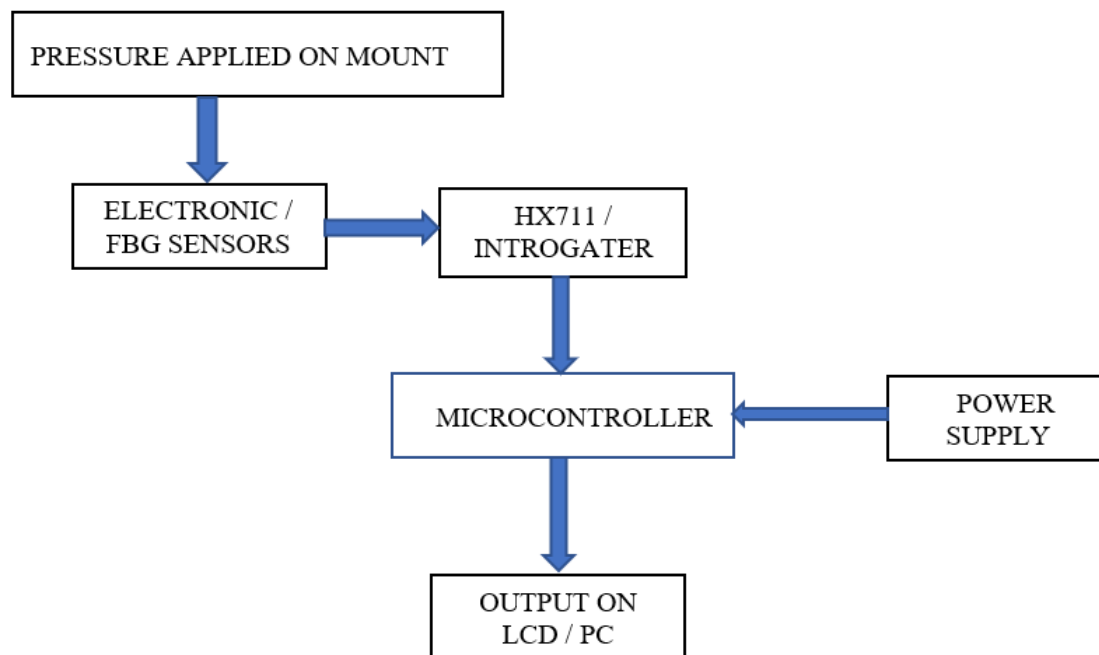 PRESSURE APPLIED ON MOUNT
ELECTRONIC /
FBG SENSORS
HX711 /
INTROGATER
MICROCONTROLLER
POWER
SUPPLY
OUTPUT ON
LCD / PC